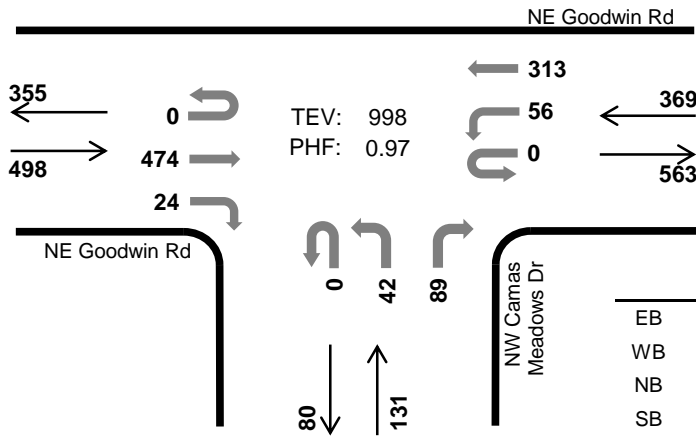 NE Goodwin Rd
355
498
0
474
24
TEV: 998
PHF: 0.97
313
56
0
369
563
NE Goodwin Rd
0
42
89
NW Camas
Meadows Dr
80
131
EB
WB
NB
SB